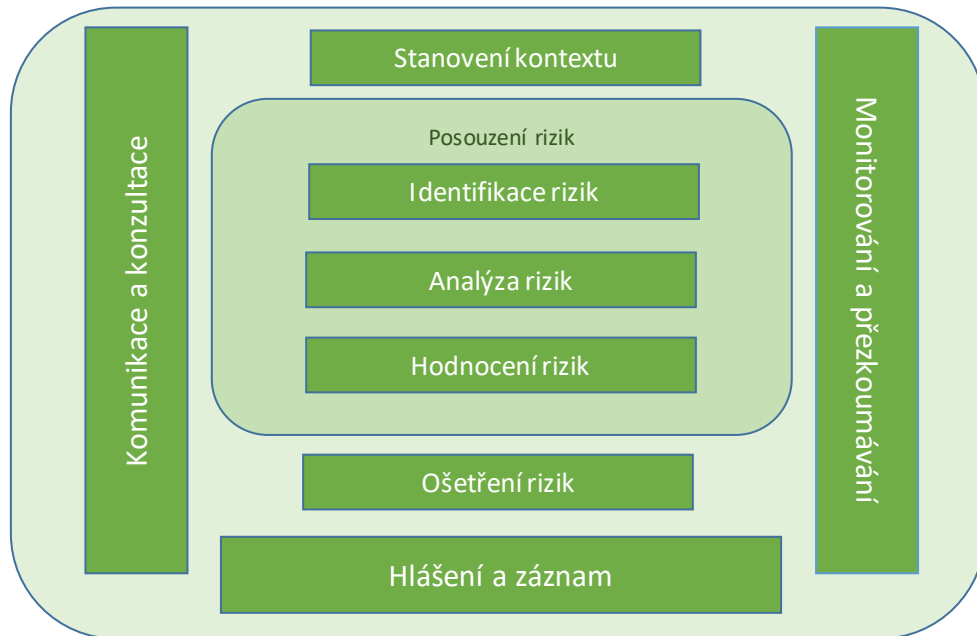 Komunikace a konzultace
Stanovení kontextu
Posouzení rizik
Identifikace rizik
Analýza rizik
Hodnocení rizik
Ošetření rizik
Hlášení a záznam
Monitorování a přezkoumávání